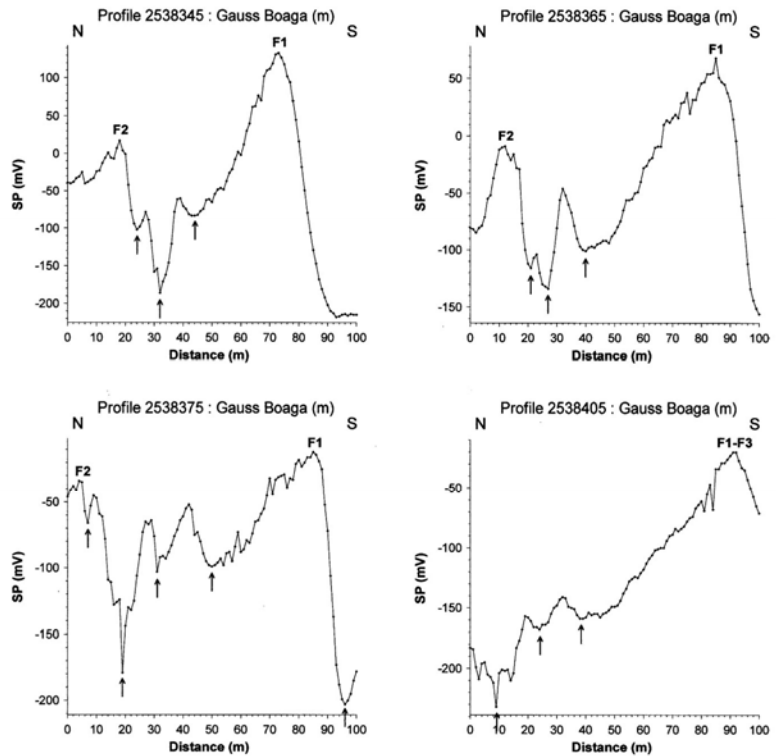 Profile 2538345 : Gauss Boaga (m)
N S
F1
F2
100
50
0
-50
-100
-150
-200
SP (mV)
0 10 20 30 40 50 60 70 80 90 100
Distance (m)
Profile 2538365 : Gauss Boaga (m)
N S
F1
F2
50
0
-50
-100
-150
SP (mV)
0 10 20 30 40 50 60 70 80 90 100
Distance (m)
Profile 2538375 : Gauss Boaga (m)
N S
F2
F1
-50
-100
-150
-200
SP (mV)
0 10 20 30 40 50 60 70 80 90 100
Distance (m)
Profile 2538405 : Gauss Boaga (m)
N S
F1-F3
-50
-100
-150
-200
SP (mV)
0 10 20 30 40 50 60 70 80 90 100
Distance (m)